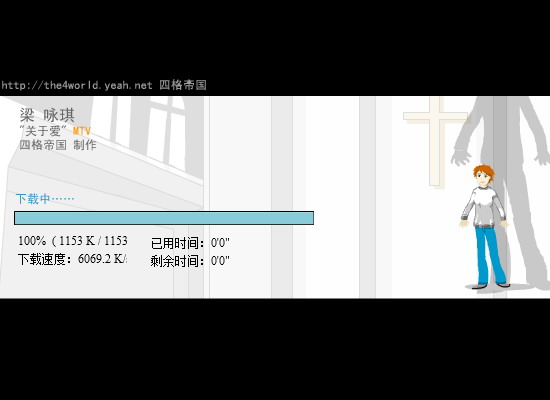 http://the4world.yeah.net 四格帝国
梁 咏琪
"关于爱" MTV
四格帝国 制作
下载中……
100% ( 1153 K / 1153
已用时间: 0'0"
下载速度: 6069.2 K/
剩余时间: 0'0"